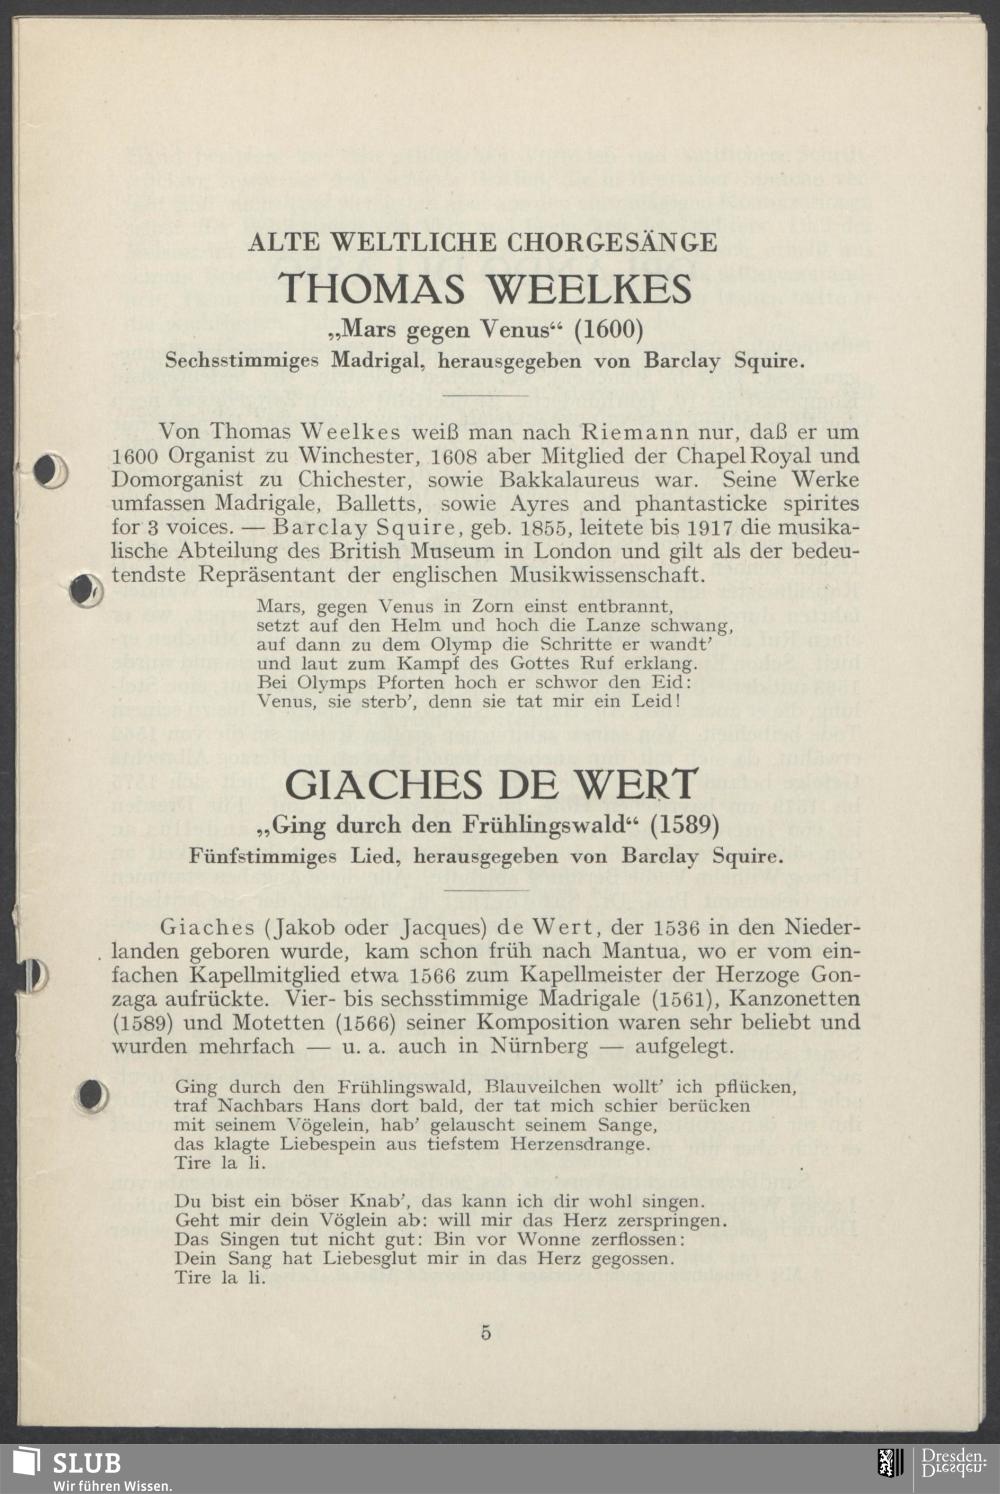 ALTE WELTLICHE CHORGESÄNGE
THOMAS WEELKES
„Mars gegen Venus“ (1600)
Sechsstimmiges Madrigal, herausgegeben von Barclay Squire.
Von Thomas Weelkes weiß man nach Riemann nur, daß er um
1600 Organist zu Winchester, 1608 aber Mitglied der Chapel Royal und
Domorganist zu Chichester, sowie Bakkalaureus war. Seine Werke
umfassen Madrigale, Balletts, sowie Ayres and phantasticke spirites
for 3 voices. — Barclay Squire, geb. 1855, leitete bis 1917 die musika-
lische Abteilung des British Museum in London und gilt als der bedeu-
tendste Repräsentant der englischen Musikwissenschaft.
Mars, gegen Venus in Zorn einst entbrannt,
setzt auf den Helm und hoch die Lanze schwang,
auf dann zu dem Olymp die Schritte er wandt’
und laut zum Kampf des Gottes Ruf erklang.
Bei Olymps Pforten hoch er schwor den Eid:
Venus, sie sterb’, denn sie tat mir ein Leid!
GIACHES DE WERT
„Ging durch den Frühlingswald“ (1589)
Fünfstimmiges Lied, herausgegeben von Barclay Squire.
Giaches (Jakob oder Jacques) de Wert, der 1536 in den Nieder-
landen geboren wurde, kam schon früh nach Mantua, wo er vom ein-
fachen Kapellmitglied etwa 1566 zum Kapellmeister der Herzoge Gon-
zaga aufrückte. Vier- bis sechsstimmige Madrigale (1561), Kanzonetten
(1589) und Motetten (1566) seiner Komposition waren sehr beliebt und
wurden mehrfach — u. a. auch in Nürnberg — aufgelegt.
Ging durch den Frühlingswald, Blauveilchen wollt’ ich pflücken,
traf Nachbars Hans dort bald, der tat mich schier berücken
mit seinem Vögelein, hab’ gelauscht seinem Sange,
das klagte Liebespein aus tiefstem Herzensdrange.
Tire la li.
Du bist ein böser Knab’, das kann ich dir wohl singen.
Geht mir dein Vöglein ab: will mir das Herz zerspringen.
Das Singen tut nicht gut: Bin vor Wonne zerflossen:
Dein Sang hat Liebesglut mir in das Herz gegossen.
Tire la li.
5
SLUB
Wir führen Wissen.
Dresden.
Dresden.